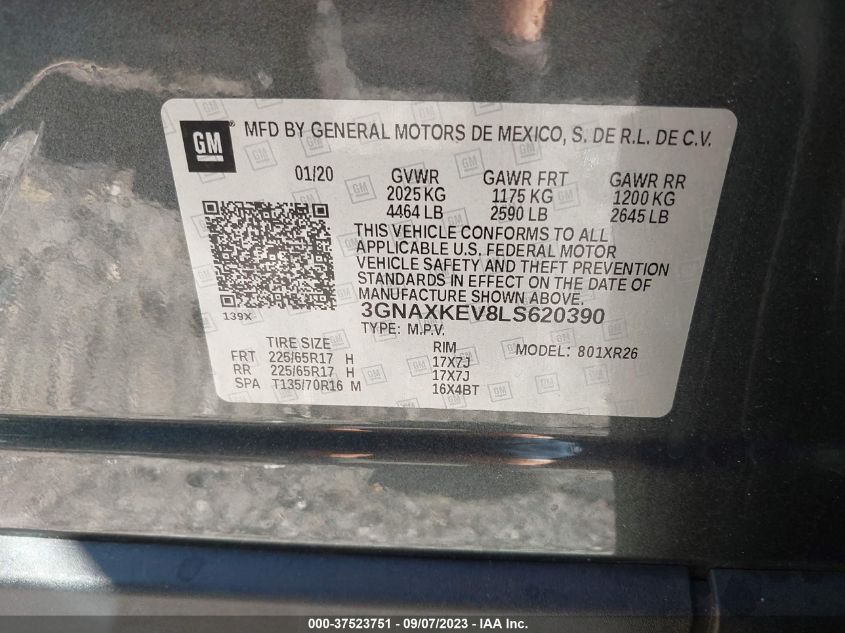 GM® MFD BY GENERAL MOTORS DE MEXICO, S. DE R.L. DE C.V.
01/20 GVWR GAWR FRT GAWR RR
2025 KG 1175 KG 1200 KG
4464 LB 2590 LB 2645 LB
THIS VEHICLE CONFORMS TO ALL
APPLICABLE U.S. FEDERAL MOTOR
VEHICLE SAFETY AND THEFT PREVENTION
STANDARDS IN EFFECT ON THE DATE OF
MANUFACTURE SHOWN ABOVE.
139X 3GNAXKEV8LS620390
TYPE: M.P.V.
TIRE SIZE RIM MODEL: 801XR26
FRT 225/65R17 H 17X7J
RR 225/65R17 H 17X7J
SPA T135/70R16 M 16X4BT
000-37523751 - 09/07/2023 - IAA Inc.